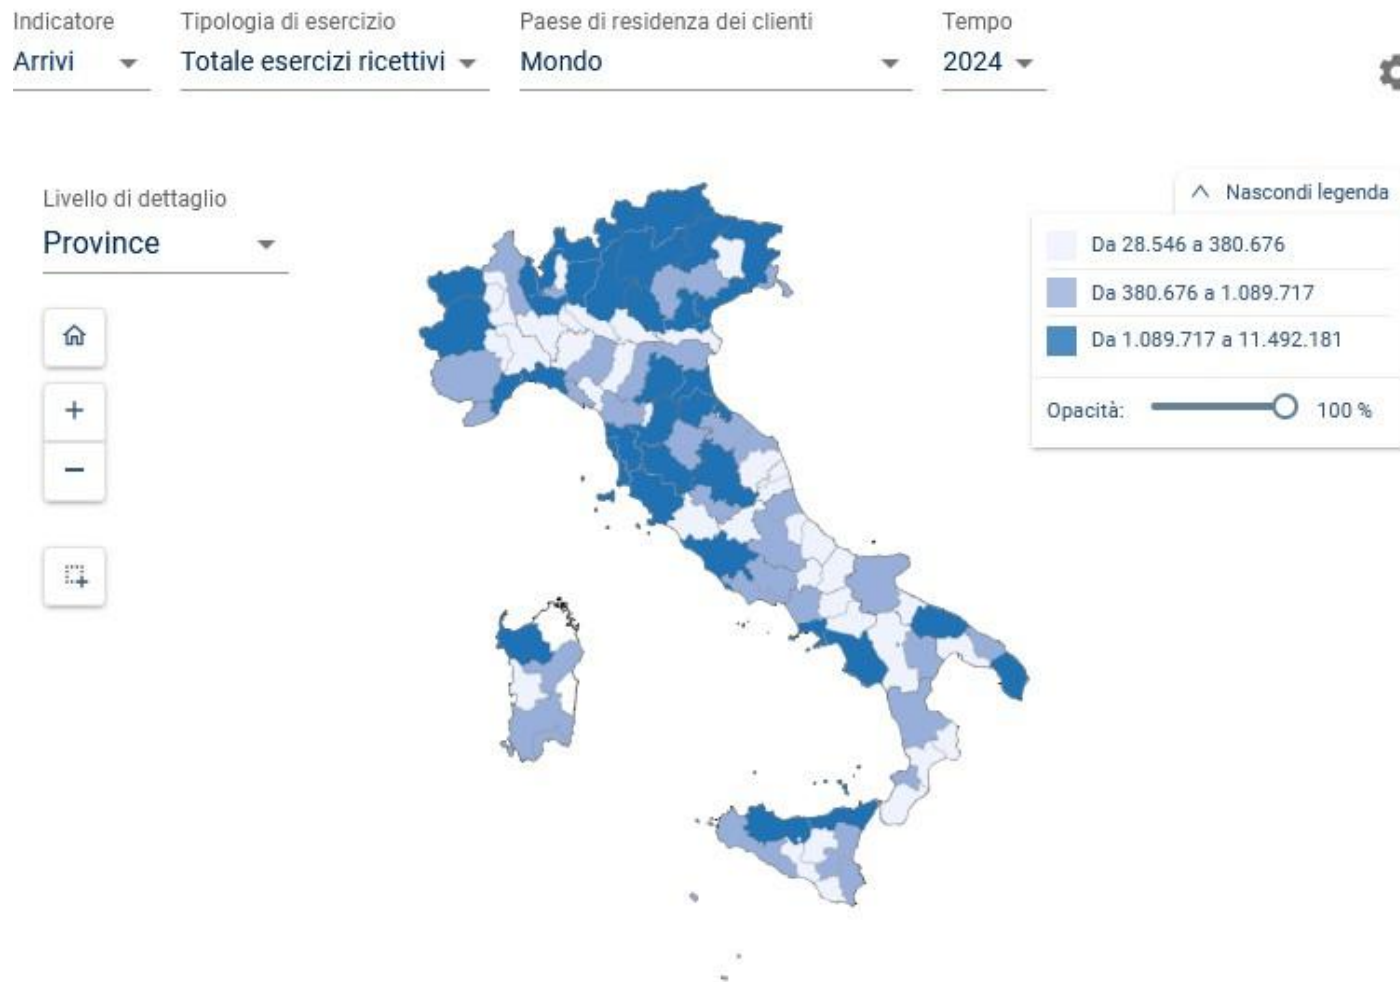 Indicatore
Arrivi
Tipologia di esercizio
Totale esercizi ricettivi
Paese di residenza dei clienti
Mondo
Tempo
2024
Livello di dettaglio
Province
Nascondi legenda
Da 28.546 a 380.676
Da 380.676 a 1.089.717
Da 1.089.717 a 11.492.181
Opacità: 100 %